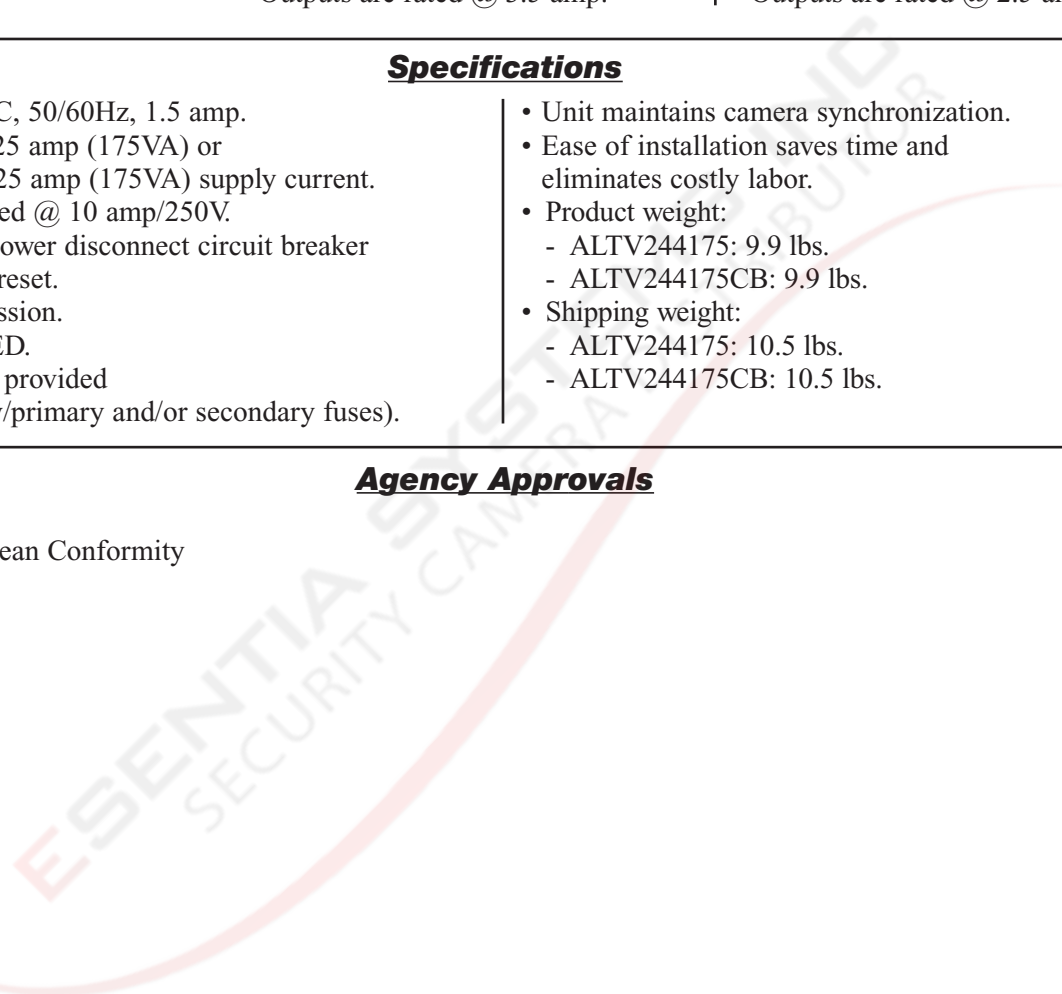 Outputs are rated @ 3.5 amp.
Outputs are rated @ 2.5
Specifications
C, 50/60Hz, 1.5 amp.
25 amp (175VA) or
25 amp (175VA) supply current.
ed @ 10 amp/250V.
ower disconnect circuit breaker
reset.
ssion.
ED.
provided
y/primary and/or secondary fuses).
• Unit maintains camera synchronization.
• Ease of installation saves time and
eliminates costly labor.
• Product weight:
- ALTV244175: 9.9 lbs.
- ALTV244175CB: 9.9 lbs.
• Shipping weight:
- ALTV244175: 10.5 lbs.
- ALTV244175CB: 10.5 lbs.
Agency Approvals
ean Conformity
ESENTIA SYSTEMS INC
SECURITY CAMERA DISTRIBUTOR